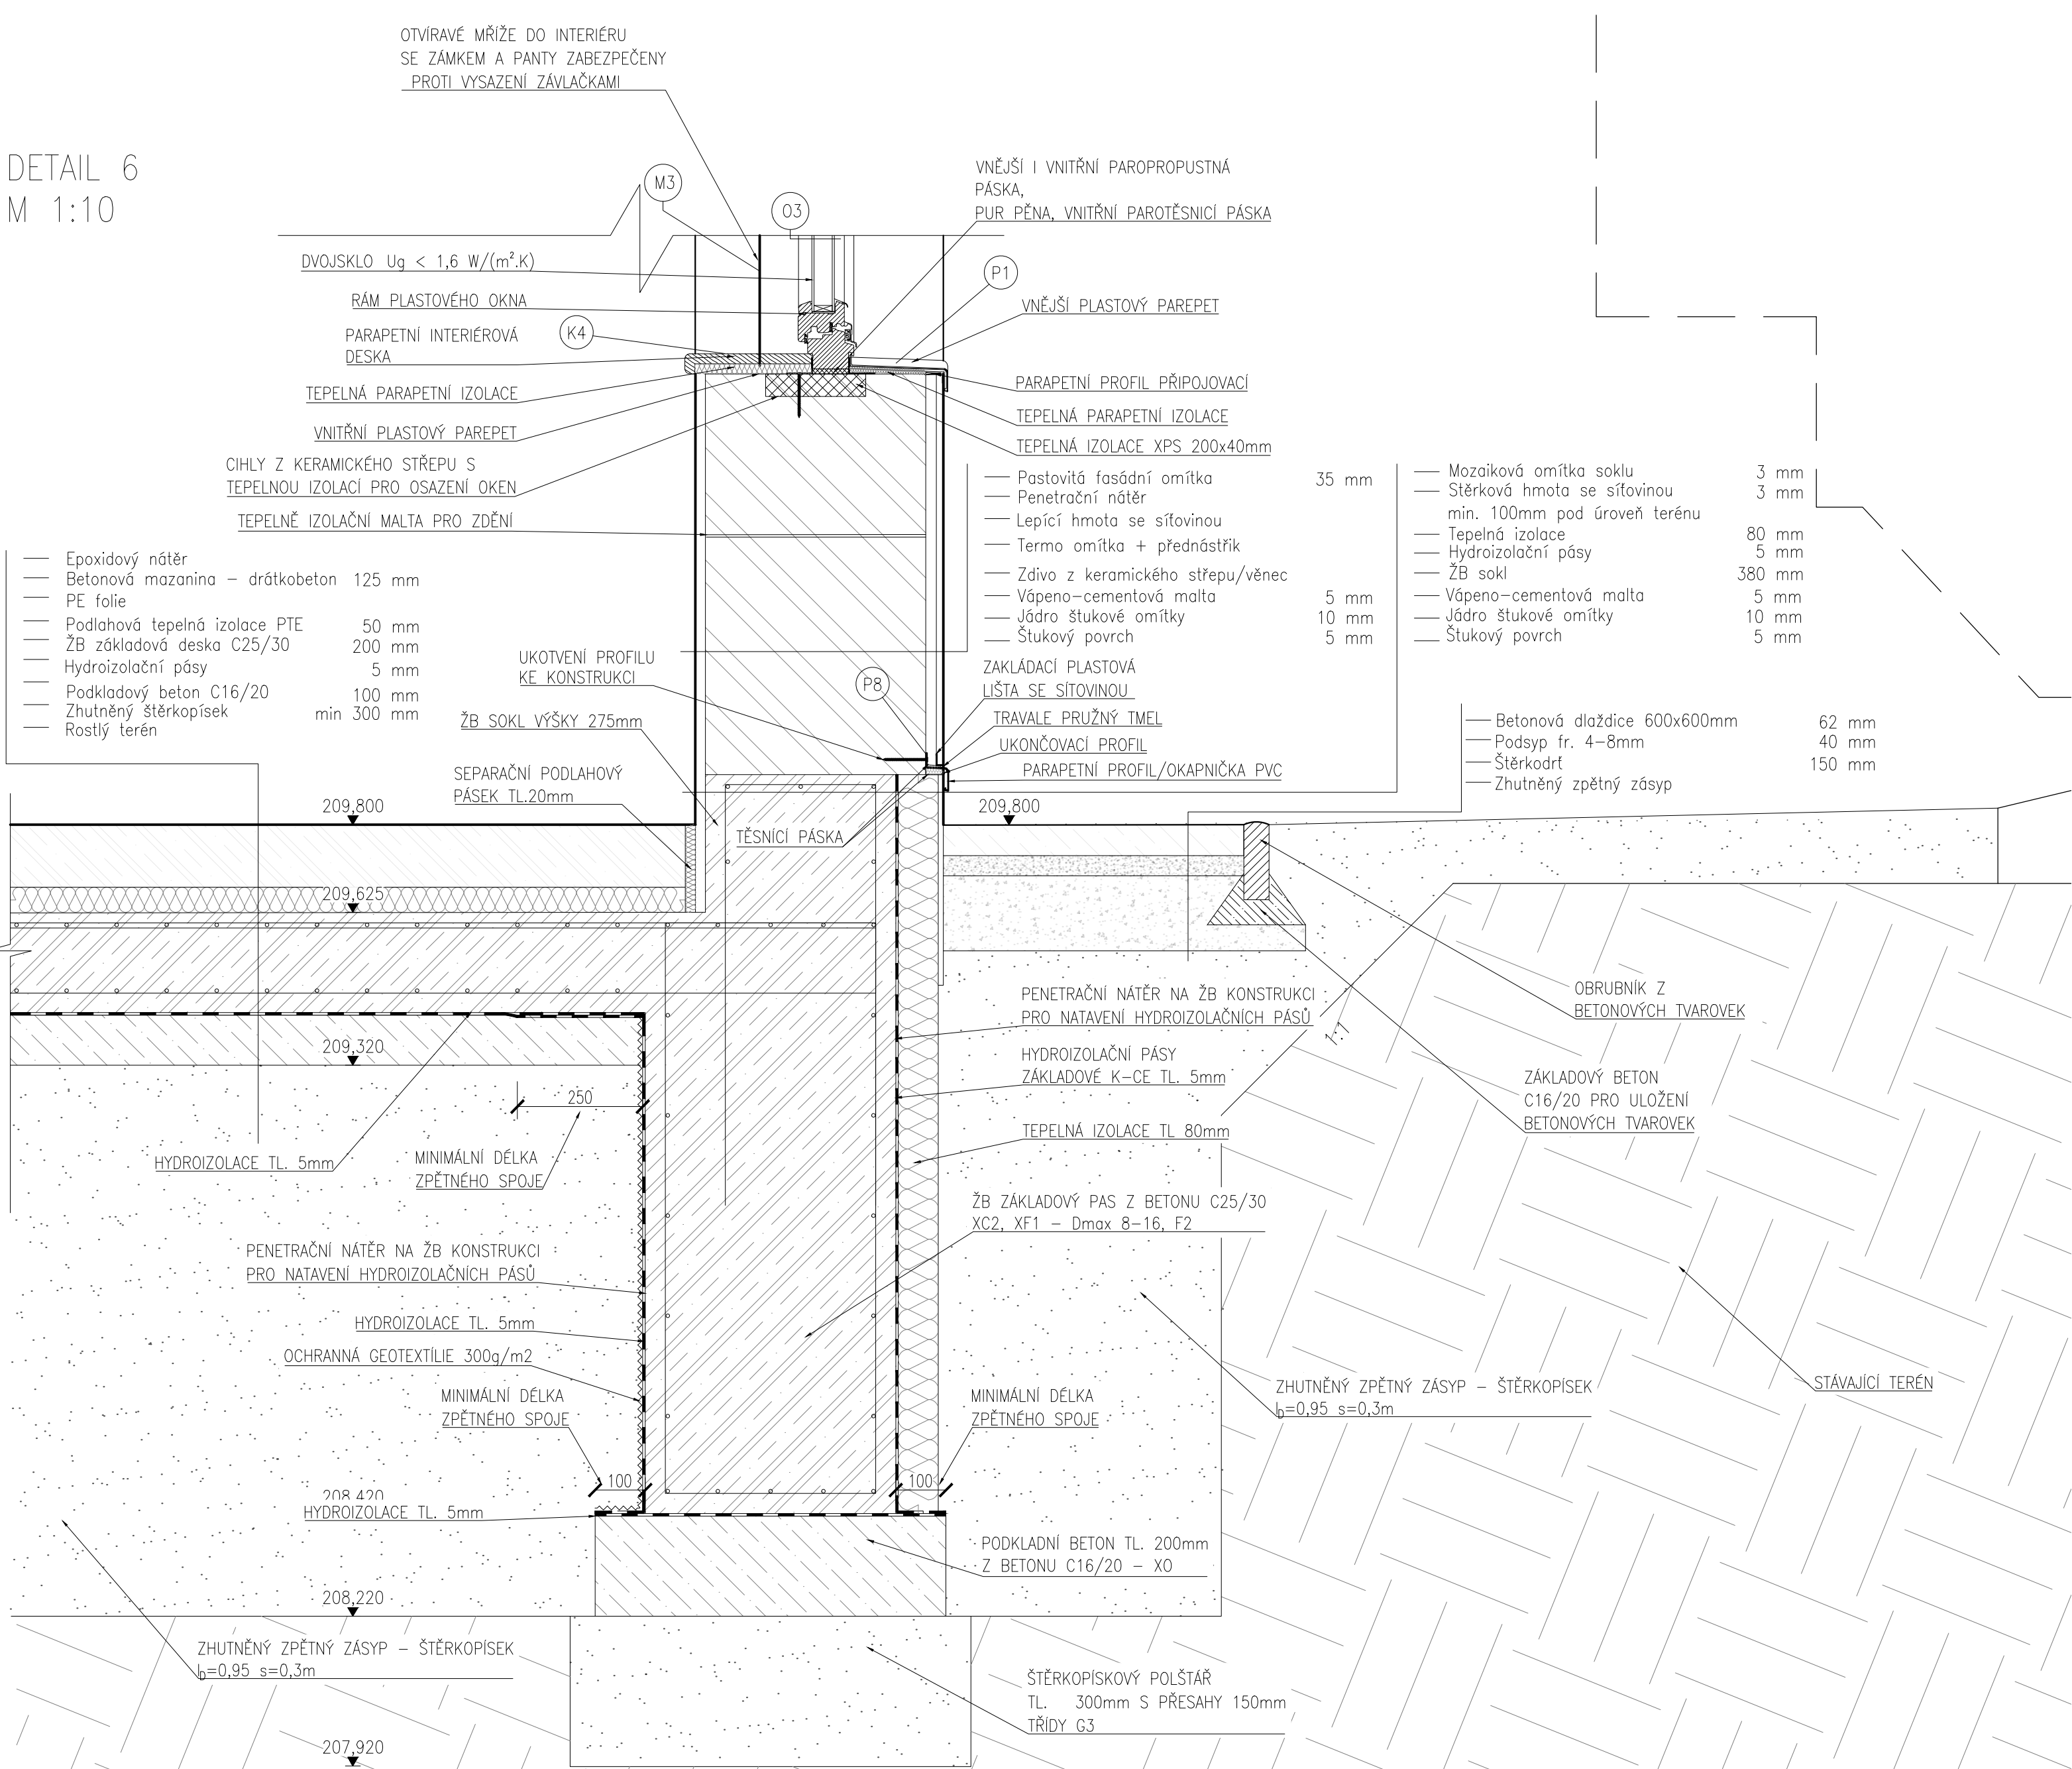 OTVÍRAVÉ MŘÍŽE DO INTERIÉRU
SE ZÁMKEM A PANTY ZABEZPEČENY
PROTI VYSAZENÍ ZÁVLAČKAMI
DETAIL 6
M 1:10
M3
O3
VNĚJŠÍ I VNITŘNÍ PAROPROPUSTNÁ
PÁSKA,
PUR PĚNA, VNITŘNÍ PAROTĚSNICÍ PÁSKA
DVOJSKLO Ug < 1,6 W/(m².K)
RÁM PLASTOVÉHO OKNA
PARAPETNÍ INTERIÉROVÁ
DESKA
K4
P1
VNĚJŠÍ PLASTOVÝ PAREPET
TEPELNÁ PARAPETNÍ IZOLACE
VNITŘNÍ PLASTOVÝ PAREPET
CIHLY Z KERAMICKÉHO STŘEPU S
TEPELNOU IZOLACÍ PRO OSAZENÍ OKEN
TEPELNĚ IZOLAČNÍ MALTA PRO ZDĚNÍ
PARAPETNÍ PROFIL PŘIPOJOVACÍ
TEPELNÁ PARAPETNÍ IZOLACE
TEPELNÁ IZOLACE XPS 200x40mm
Pastovitá fasádní omítka 35 mm
Penetrační nátěr
Lepící hmota se síťovinou
Termo omítka + přednástřik
Zdivo z keramického střepu/věnec
Vápeno-cementová malta 5 mm
Jádro štukové omítky 10 mm
Štukový povrch 5 mm
Mozaiková omítka soklu 3 mm
Stěrková hmota se síťovinou 3 mm
min. 100mm pod úroveň terénu
Tepelná izolace 80 mm
Hydroizolační pásy 5 mm
ŽB sokl 380 mm
Vápeno-cementová malta 5 mm
Jádro štukové omítky 10 mm
Štukový povrch 5 mm
Epoxidový nátěr
Betonová mazanina - drátkobeton 125 mm
PE folie
Podlahová tepelná izolace PTE 50 mm
ŽB základová deska C25/30 200 mm
Hydroizolační pásy 5 mm
Podkladový beton C16/20 100 mm
Zhutněný štěrkopísek min 300 mm
Rostlý terén
UKOTVENÍ PROFILU
KE KONSTRUKCI
P8
ŽB SOKL VÝŠKY 275mm
SEPARAČNÍ PODLAHOVÝ
PÁSEK TL.20mm
ZAKLÁDACÍ PLASTOVÁ
LIŠTA SE SÍTOVINOU
TRAVALE PRUŽNÝ TMEL
UKONČOVACÍ PROFIL
PARAPETNÍ PROFIL/OKAPNIČKA PVC
Betonová dlaždice 600x600mm 62 mm
Podsyp fr. 4-8mm 40 mm
Štěrkodrť 150 mm
Zhutněný zpětný zásyp
209,800
TĚSNÍCÍ PÁSKA
209,800
209,625
209,320
250
HYDROIZOLACE TL. 5mm
MINIMÁLNÍ DÉLKA
ZPĚTNÉHO SPOJE
PENETRAČNÍ NÁTĚR NA ŽB KONSTRUKCI
PRO NATAVENÍ HYDROIZOLAČNÍCH PÁSŮ
1:1
HYDROIZOLAČNÍ PÁSY
ZÁKLADOVÉ K-CE TL. 5mm
TEPELNÁ IZOLACE TL 80mm
ŽB ZÁKLADOVÝ PAS Z BETONU C25/30
XC2, XF1 - Dmax 8-16, F2
OBRUBNÍK Z
BETONOVÝCH TVAROVEK
ZÁKLADOVÝ BETON
C16/20 PRO ULOŽENÍ
BETONOVÝCH TVAROVEK
PENETRAČNÍ NÁTĚR NA ŽB KONSTRUKCI
PRO NATAVENÍ HYDROIZOLAČNÍCH PÁSŮ
HYDROIZOLACE TL. 5mm
OCHRANNÁ GEOTEXTÍLIE 300g/m2
MINIMÁLNÍ DÉLKA
ZPĚTNÉHO SPOJE
100
100
MINIMÁLNÍ DÉLKA
ZPĚTNÉHO SPOJE
ZHUTNĚNÝ ZPĚTNÝ ZÁSYP - ŠTĚRKOPÍSEK
ID=0,95 s=0,3m
STÁVAJÍCÍ TERÉN
208,420
HYDROIZOLACE TL. 5mm
PODKLADNÍ BETON TL. 200mm
Z BETONU C16/20 - XO
208,220
ZHUTNĚNÝ ZPĚTNÝ ZÁSYP - ŠTĚRKOPÍSEK
ID=0,95 s=0,3m
ŠTĚRKOPÍSKOVÝ POLŠTÁŘ
TL. 300mm S PŘESAHY 150mm
TŘÍDY G3
207,920